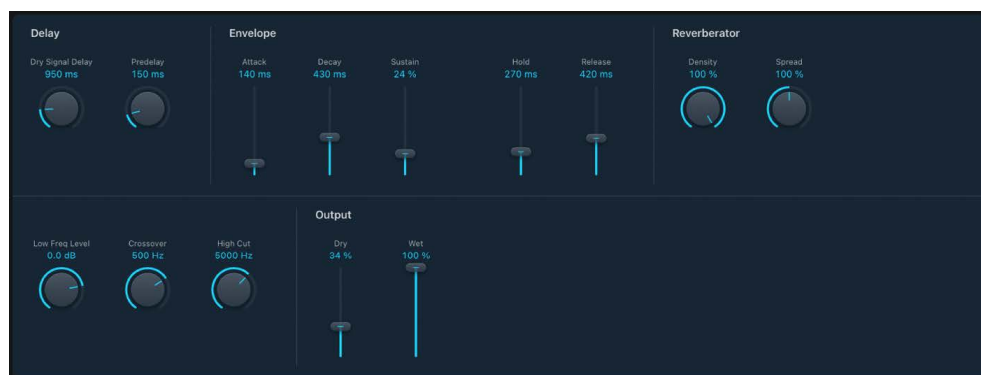 Delay
Envelope
Reverberator
Dry Signal Delay
Predelay
Attack
Decay
Sustain
Hold
Release
Density
Spread
950 ms
150 ms
140 ms
430 ms
24 %
270 ms
420 ms
100 %
100 %
Output
Low Freq Level
Crossover
High Cut
Dry
Wet
0.0 dB
500 Hz
5000 Hz
34 %
100 %